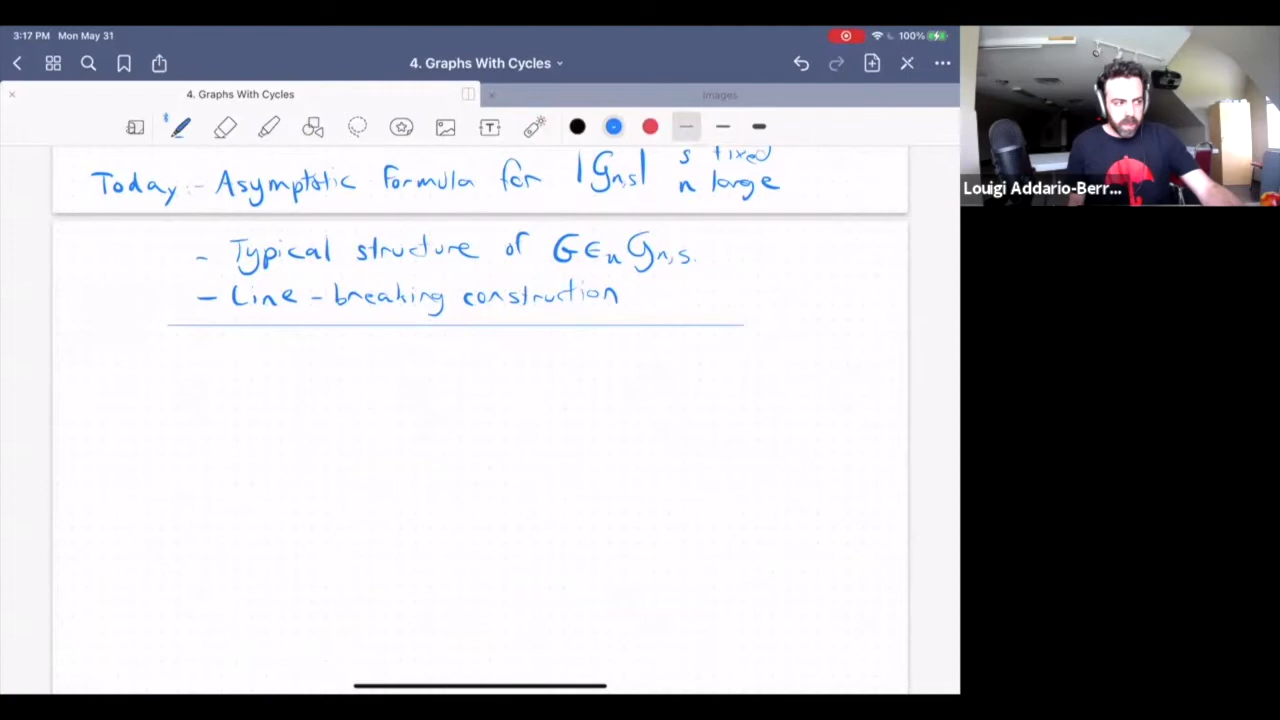 3:17 PM Mon May 31
100%
4. Graphs With Cycles
4. Graphs With Cycles
Images
Today: - Asymptotic Formula for |G_{n,s}| s fixed
n large
- Typical structure of G ∈_u G_{n,s}.
- Line-breaking construction
Louigi Addario-Berr...